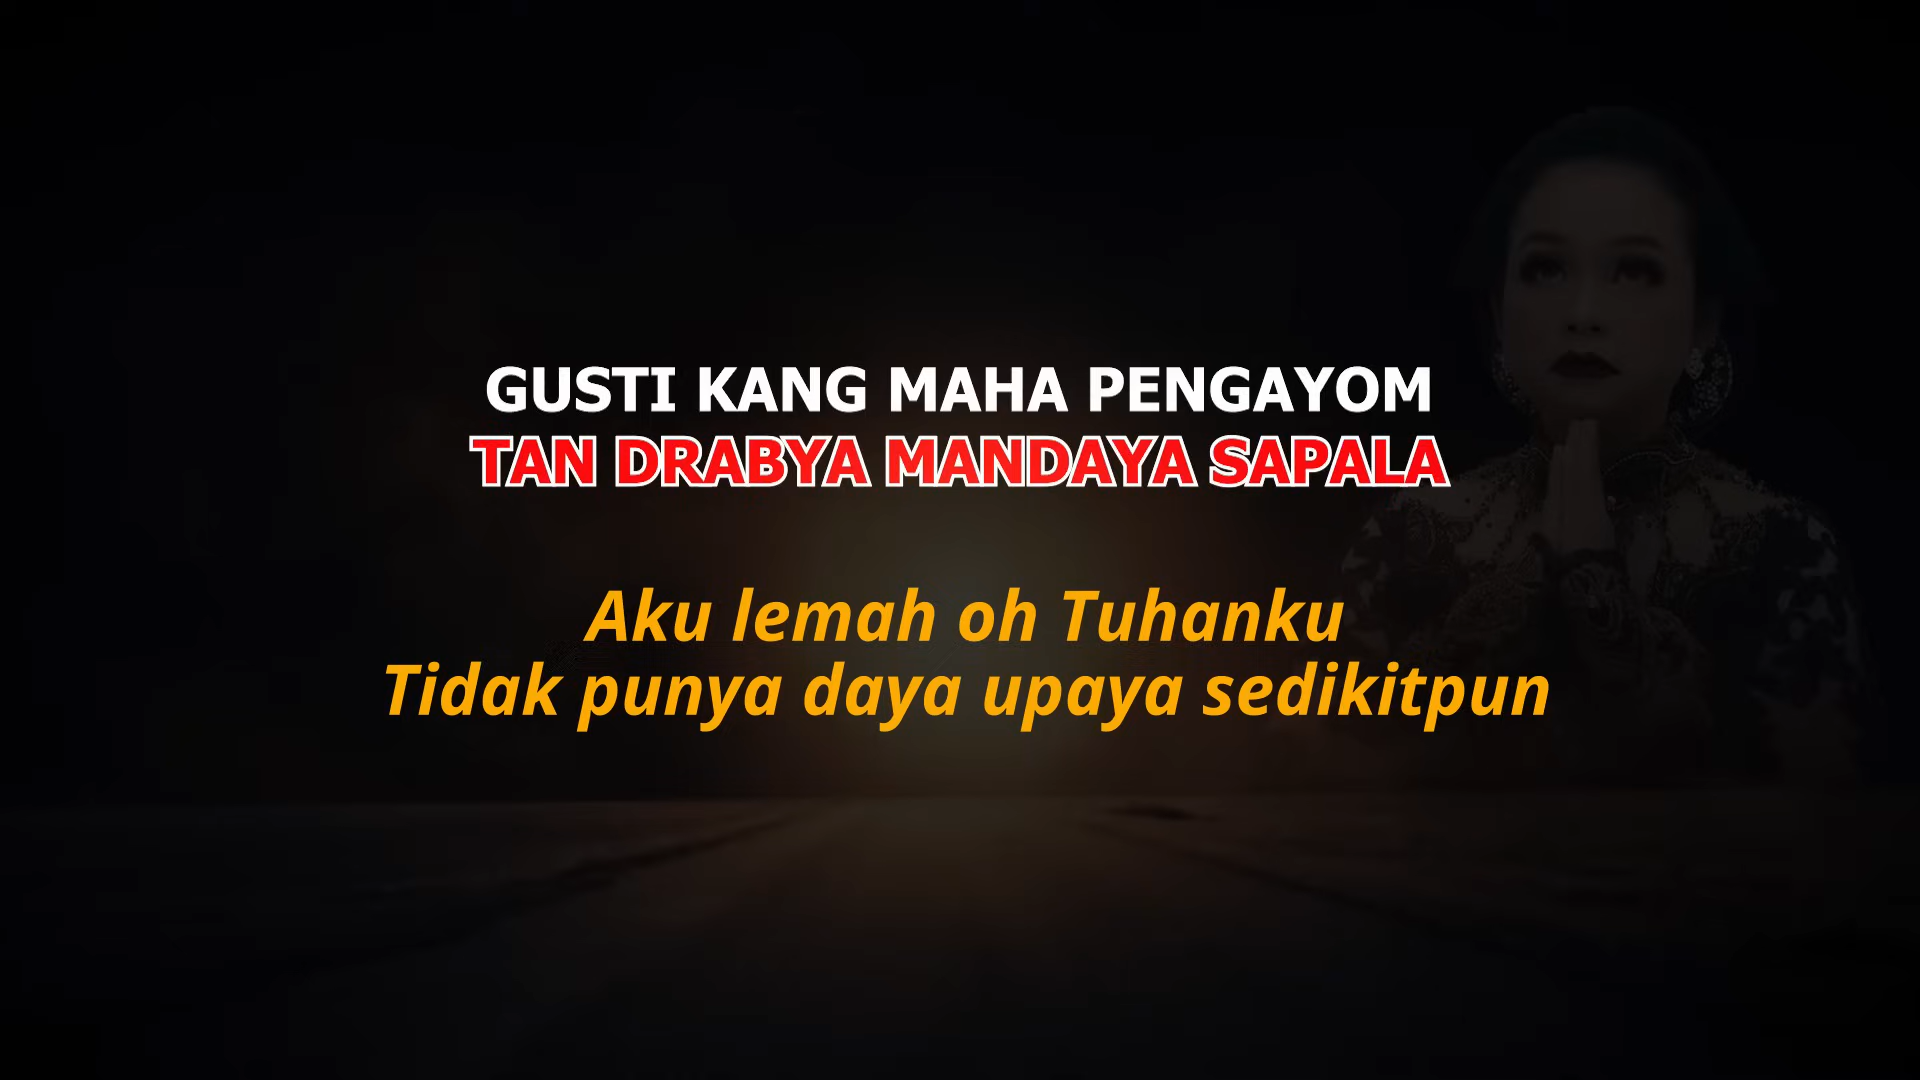 GUSTI KANG MAHA PENGAYOM
TAN DRABYA MANDAYA SAPALA
Aku lemah oh Tuhanku
Tidak punya daya upaya sedikitpun